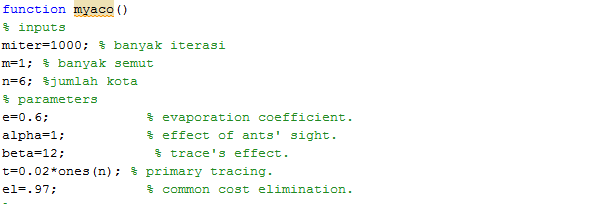 function myaco()
% inputs
miter=1000; % banyak iterasi
m=1; % banyak semut
n=6; %jumlah kota
% parameters
e=0.6; % evaporation coefficient.
alpha=1; % effect of ants' sight.
beta=12; % trace's effect.
t=0.02*ones(n); % primary tracing.
el=.97; % common cost elimination.